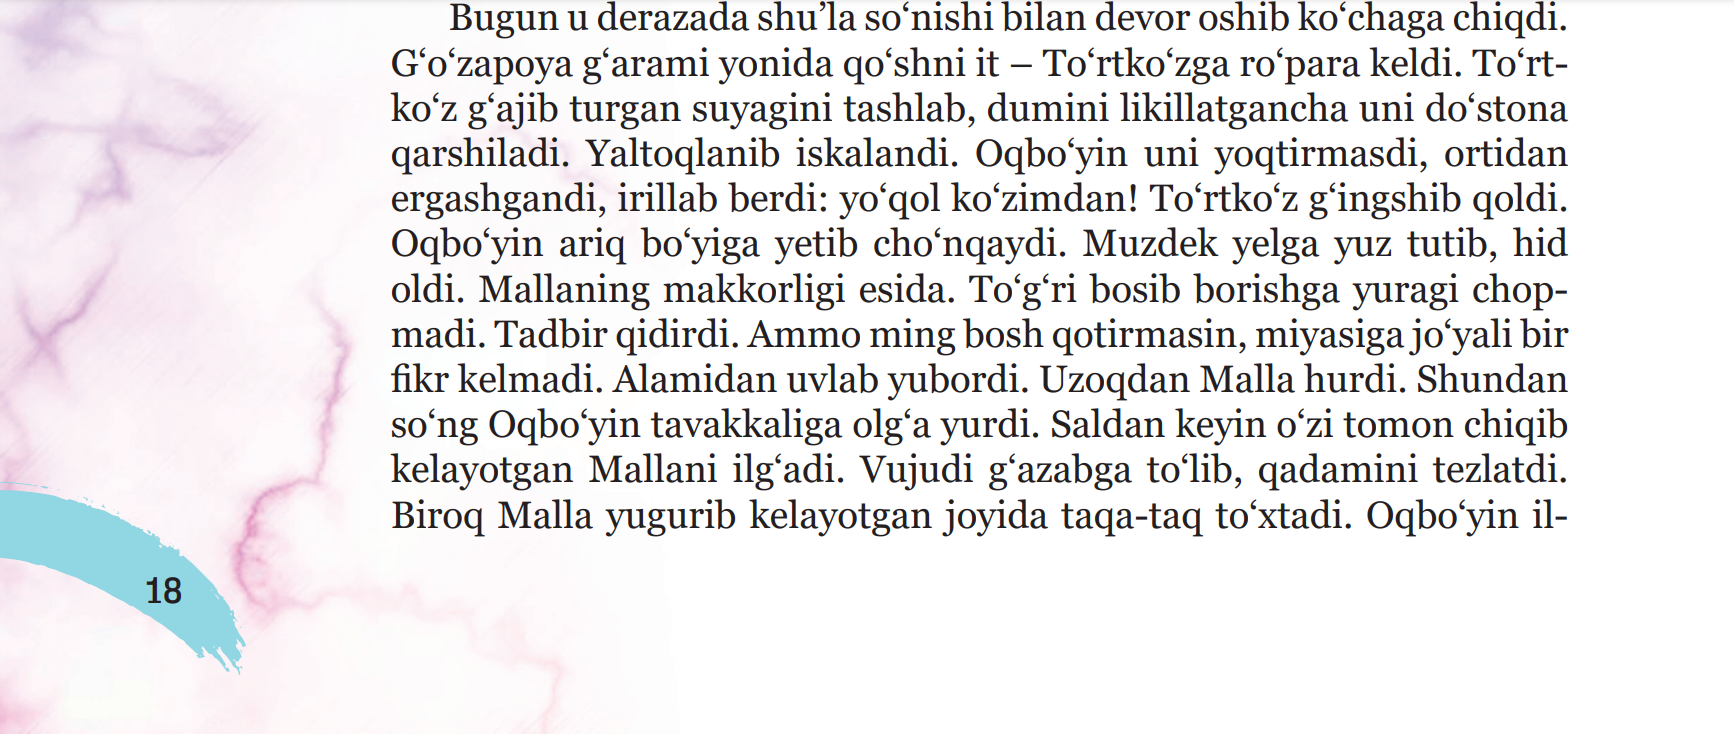 Bugun u derazada shu’la so‘nishi bilan devor oshib ko‘chaga chiqdi.
G‘o‘zapoya g‘arami yonida qo‘shni it – To‘rtko‘zga ro‘para keldi. To‘rt-
ko‘z g‘ajib turgan suyagini tashlab, dumini likillatgancha uni do‘stona
qarshiladi. Yaltoqlanib iskalandi. Oqbo‘yin uni yoqtirmasdi, ortidan
ergashgandi, irillab berdi: yo‘qol ko‘zimdan! To‘rtko‘z g‘ingshib qoldi.
Oqbo‘yin ariq bo‘yiga yetib cho‘nqaydi. Muzdek yelga yuz tutib, hid
oldi. Mallaning makkorligi esida. To‘g‘ri bosib borishga yuragi chop-
madi. Tadbir qidirdi. Ammo ming bosh qotirmasin, miyasiga jo‘yali bir
fikr kelmadi. Alamidan uvlab yubordi. Uzoqdan Malla hurdi. Shundan
so‘ng Oqbo‘yin tavakkaliga olg‘a yurdi. Saldan keyin o‘zi tomon chiqib
kelayotgan Mallani ilg‘adi. Vujudi g‘azabga to‘lib, qadamini tezlatdi.
Biroq Malla yugurib kelayotgan joyida taqa-taq to‘xtadi. Oqbo‘yin il-
18